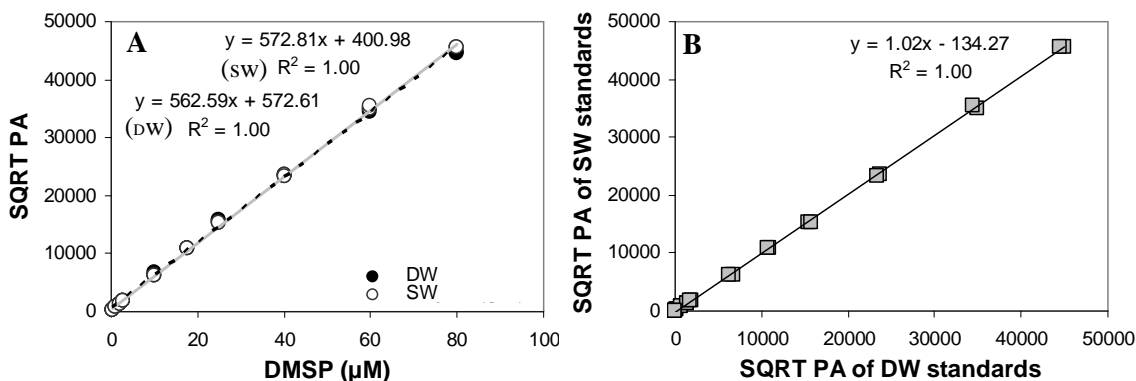 A
y = 572.81x + 400.98
(SW) R² = 1.00
y = 562.59x + 572.61
(DW) R² = 1.00
SQRT PA
50000
40000
30000
20000
10000
0
0 20 40 60 80 100
DMSP (µM)
DW
SW
B
y = 1.02x - 134.27
R² = 1.00
SQRT PA of SW standards
50000
40000
30000
20000
10000
0
0 10000 20000 30000 40000 50000
SQRT PA of DW standards